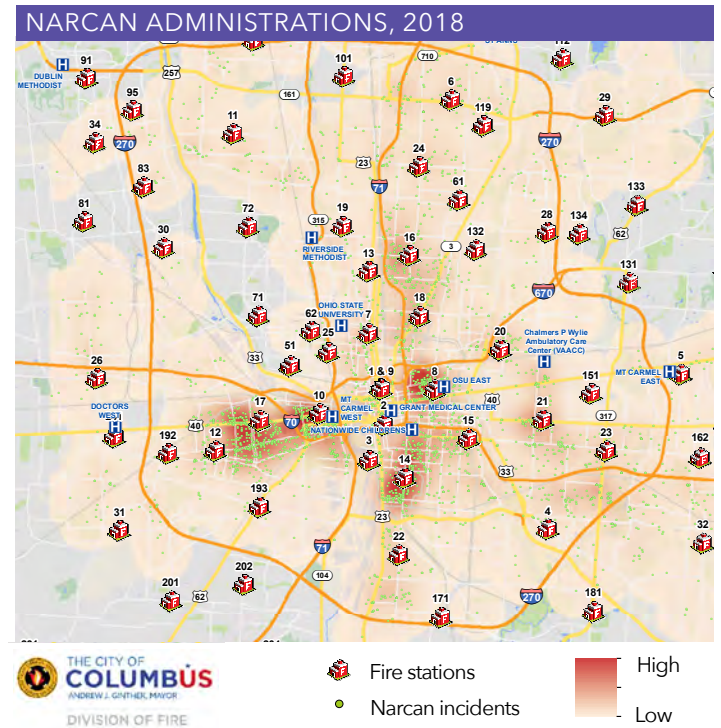 NARCAN ADMINISTRATIONS, 2018
91
DUBLIN
METHODIST
257
101
710
ST ANNS
112
95
161
6
119
29
34
270
11
270
83
23
24
71
61
133
81
72
315
19
RIVERSIDE
METHODIST
30
13
16
3
132
28
134
62
131
670
71
OHIO STATE
UNIVERSITY
62
25
7
18
20
Chalmers P Wylie
Ambulatory Care
Center (VAACC)
33
51
26
1 & 9
8
OSU EAST
40
151
MT CARMEL
EAST
5
DOCTORS
WEST
40
17
70
10
MT
CARMEL
WEST
2
GRANT MEDICAL CENTER
NATIONWIDE CHILDRENS
21
317
192
12
3
15
23
162
14
33
193
23
31
4
32
71
22
104
201
62
202
171
270
181
THE CITY OF
COLUMBUS
ANDREW J. GINTHER, MAYOR
DIVISION OF FIRE
Fire stations
Narcan incidents
High
Low